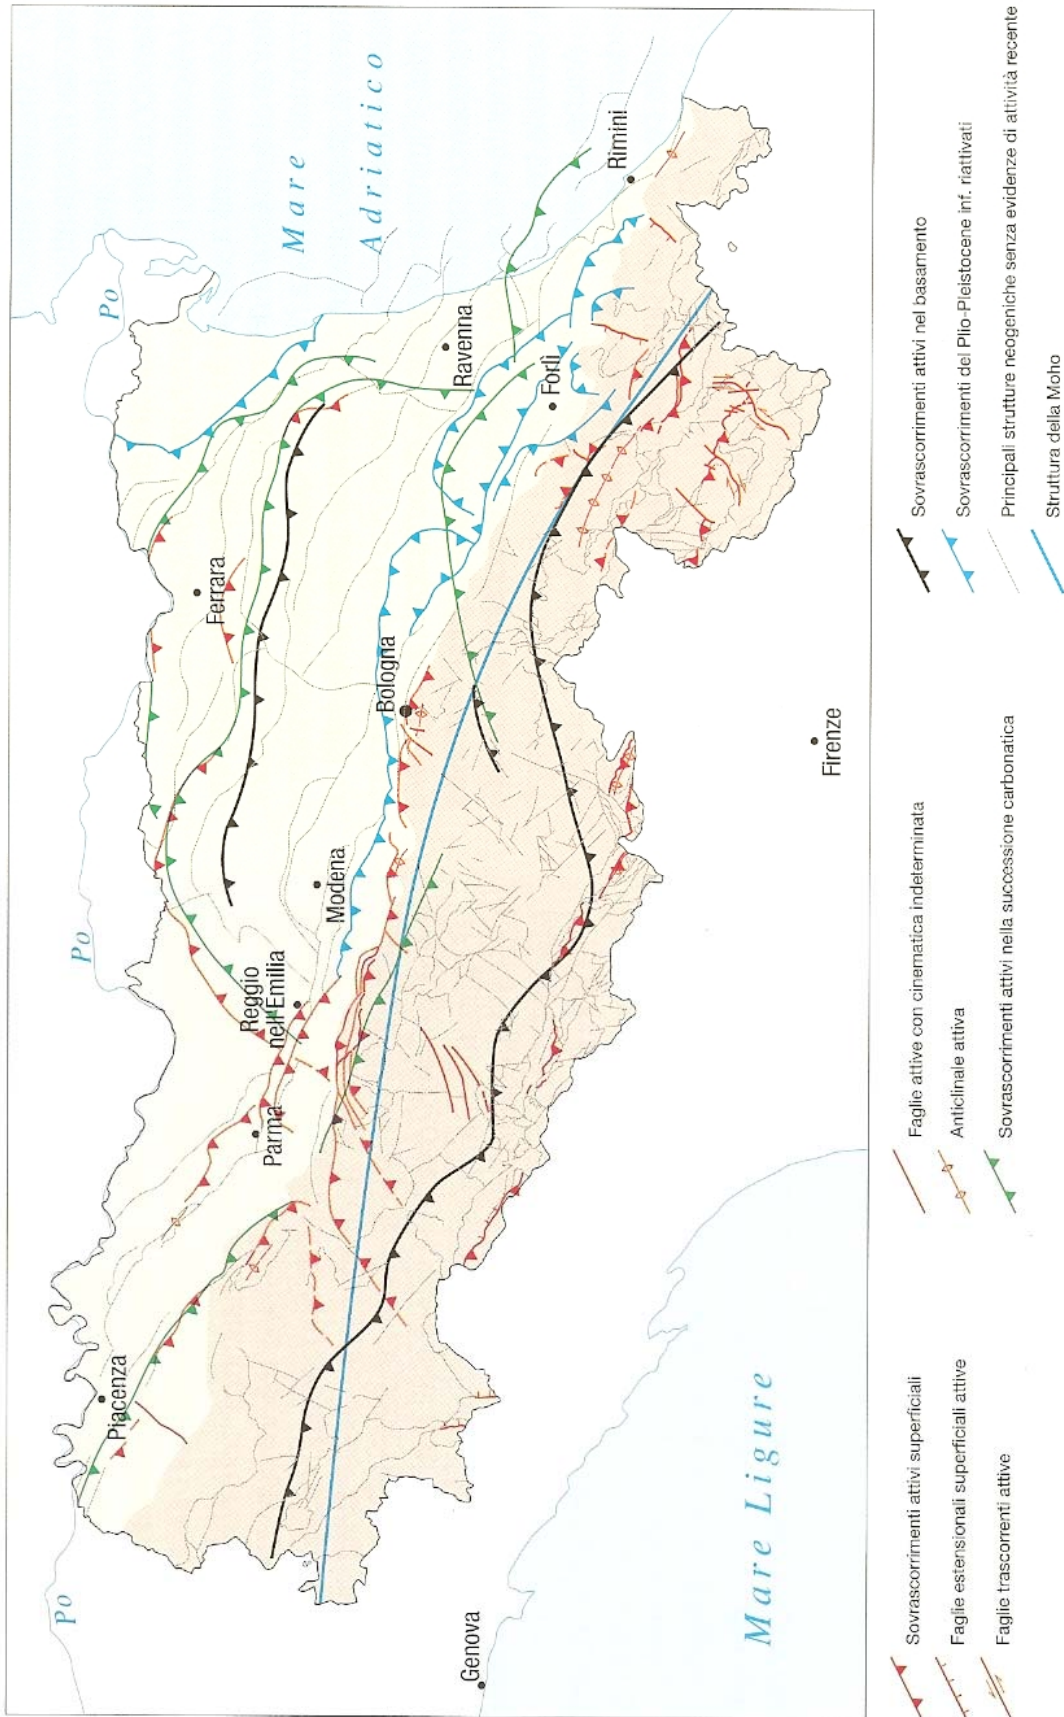 Mare
Adriatico
Po
Po
Po
Rimini
Ravenna
Forlì
Ferrara
Bologna
Modena
Reggio
nell'Emilia
Parma
Piacenza
Firenze
Genova
Mare Ligure
Sovrascorrimenti attivi superficiali
Faglie estensionali superficiali attive
Faglie trascorrenti attive
Faglie attive con cinematica indeterminata
Anticlinale attiva
Sovrascorrimenti attivi nella successione carbonatica
Sovrascorrimenti attivi nel basamento
Sovrascorrimenti del Plio-Pleistocene inf. riattivati
Principali strutture neogeniche senza evidenze di attività recente
Struttura della Moho